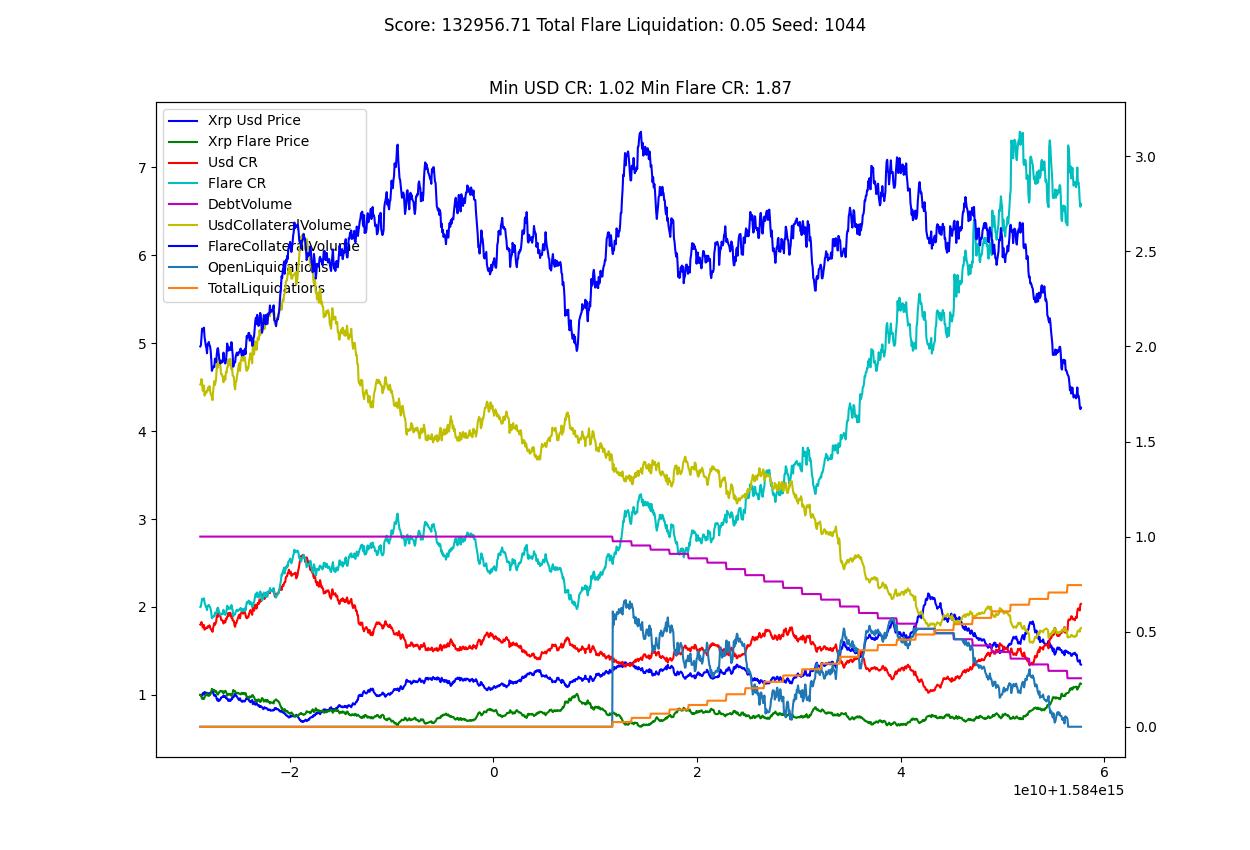 Score: 132956.71 Total Flare Liquidation: 0.05 Seed: 1044
Min USD CR: 1.02 Min Flare CR: 1.87
Xrp Usd Price
Xrp Flare Price
Usd CR
Flare CR
DebtVolume
UsdCollateralVolume
FlareCollateralVolume
OpenLiquidations
TotalLiquidations
7
6
5
4
3
2
1
3.0
2.5
2.0
1.5
1.0
0.5
0.0
−2
0
2
4
6
1e10+1.584e15